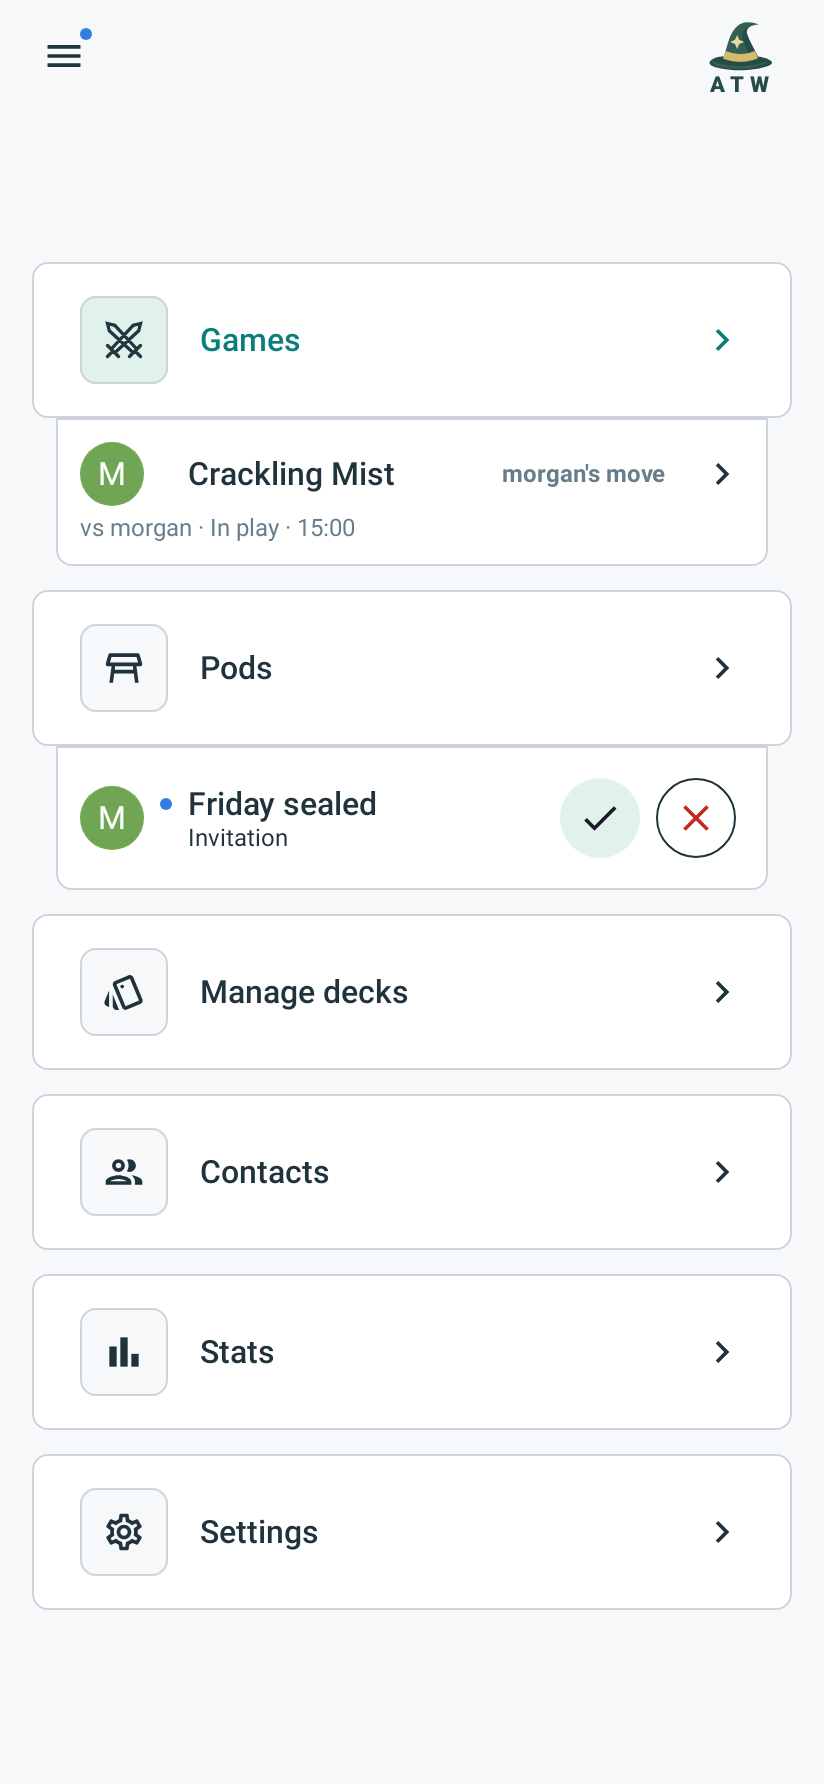 ATW
Games
M
Crackling Mist
morgan's move
vs morgan · In play · 15:00
Pods
M
Friday sealed
Invitation
Manage decks
Contacts
Stats
Settings